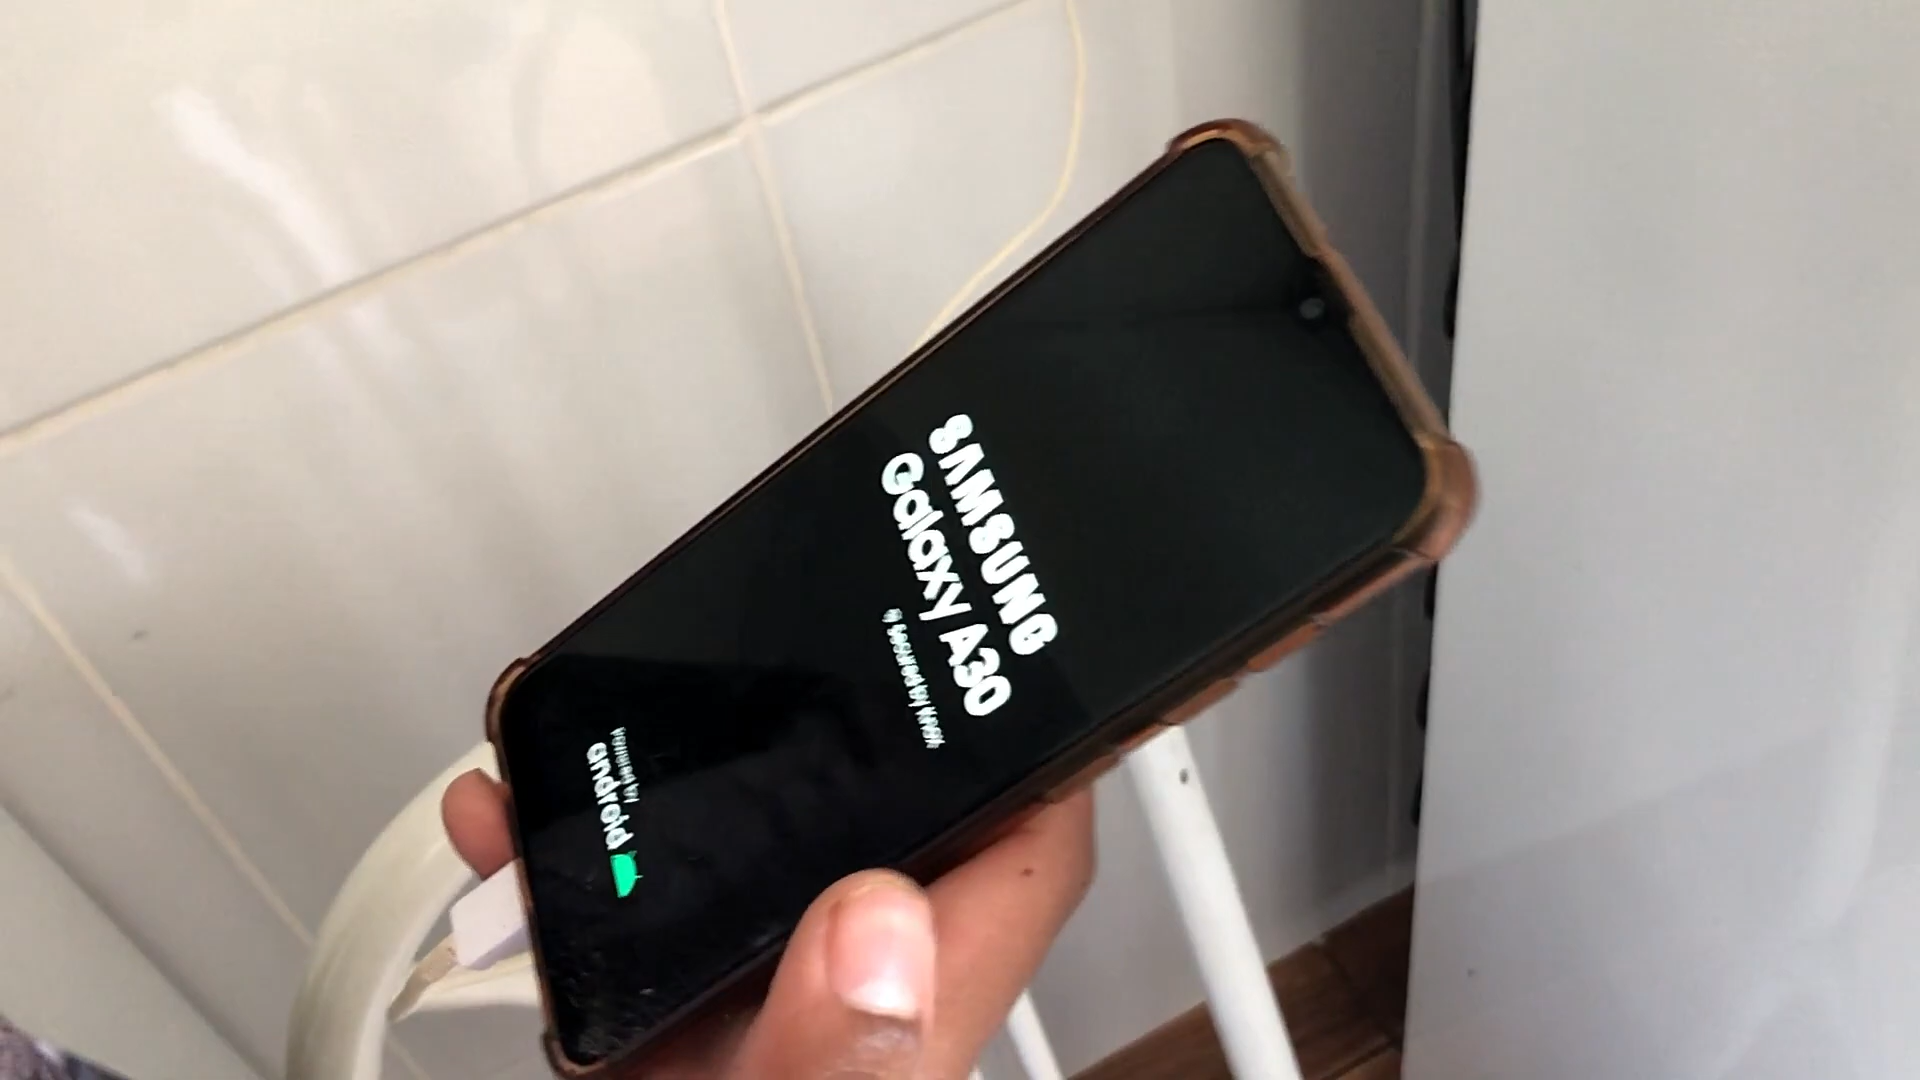 SAMSUNG
Galaxy A30
Secured by Knox
Powered by
android